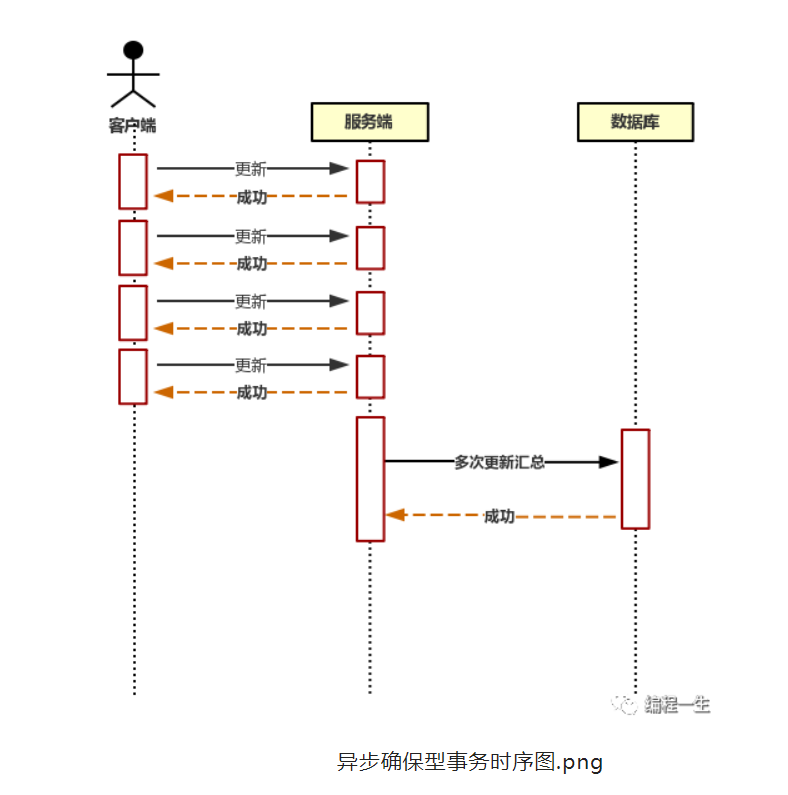 客户端
服务端
数据库
更新
成功
更新
成功
更新
成功
更新
成功
多次更新汇总
成功
编程一生
异步确保型事务时序图.png